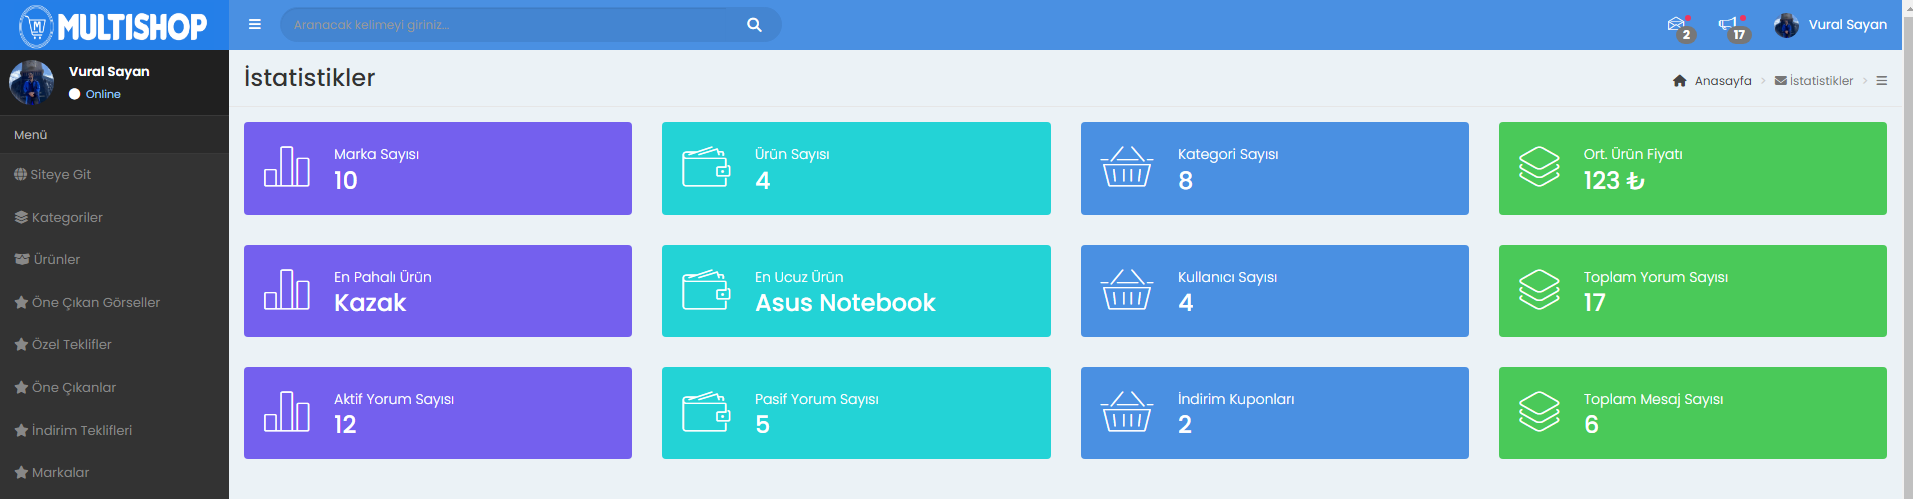 MULTISHOP
M
Aranacak kelimeyi giriniz...
2
17
Vural Sayan
Vural Sayan
Online
Menü
Siteye Git
Kategoriler
Ürünler
Öne Çıkan Görseller
Özel Teklifler
Öne Çıkanlar
İndirim Teklifleri
Markalar
İstatistikler
Anasayfa > İstatistikler >
Marka Sayısı
10
Ürün Sayısı
4
Kategori Sayısı
8
Ort. Ürün Fiyatı
123 ₺
En Pahalı Ürün
Kazak
En Ucuz Ürün
Asus Notebook
Kullanıcı Sayısı
4
Toplam Yorum Sayısı
17
Aktif Yorum Sayısı
12
Pasif Yorum Sayısı
5
İndirim Kuponları
2
Toplam Mesaj Sayısı
6